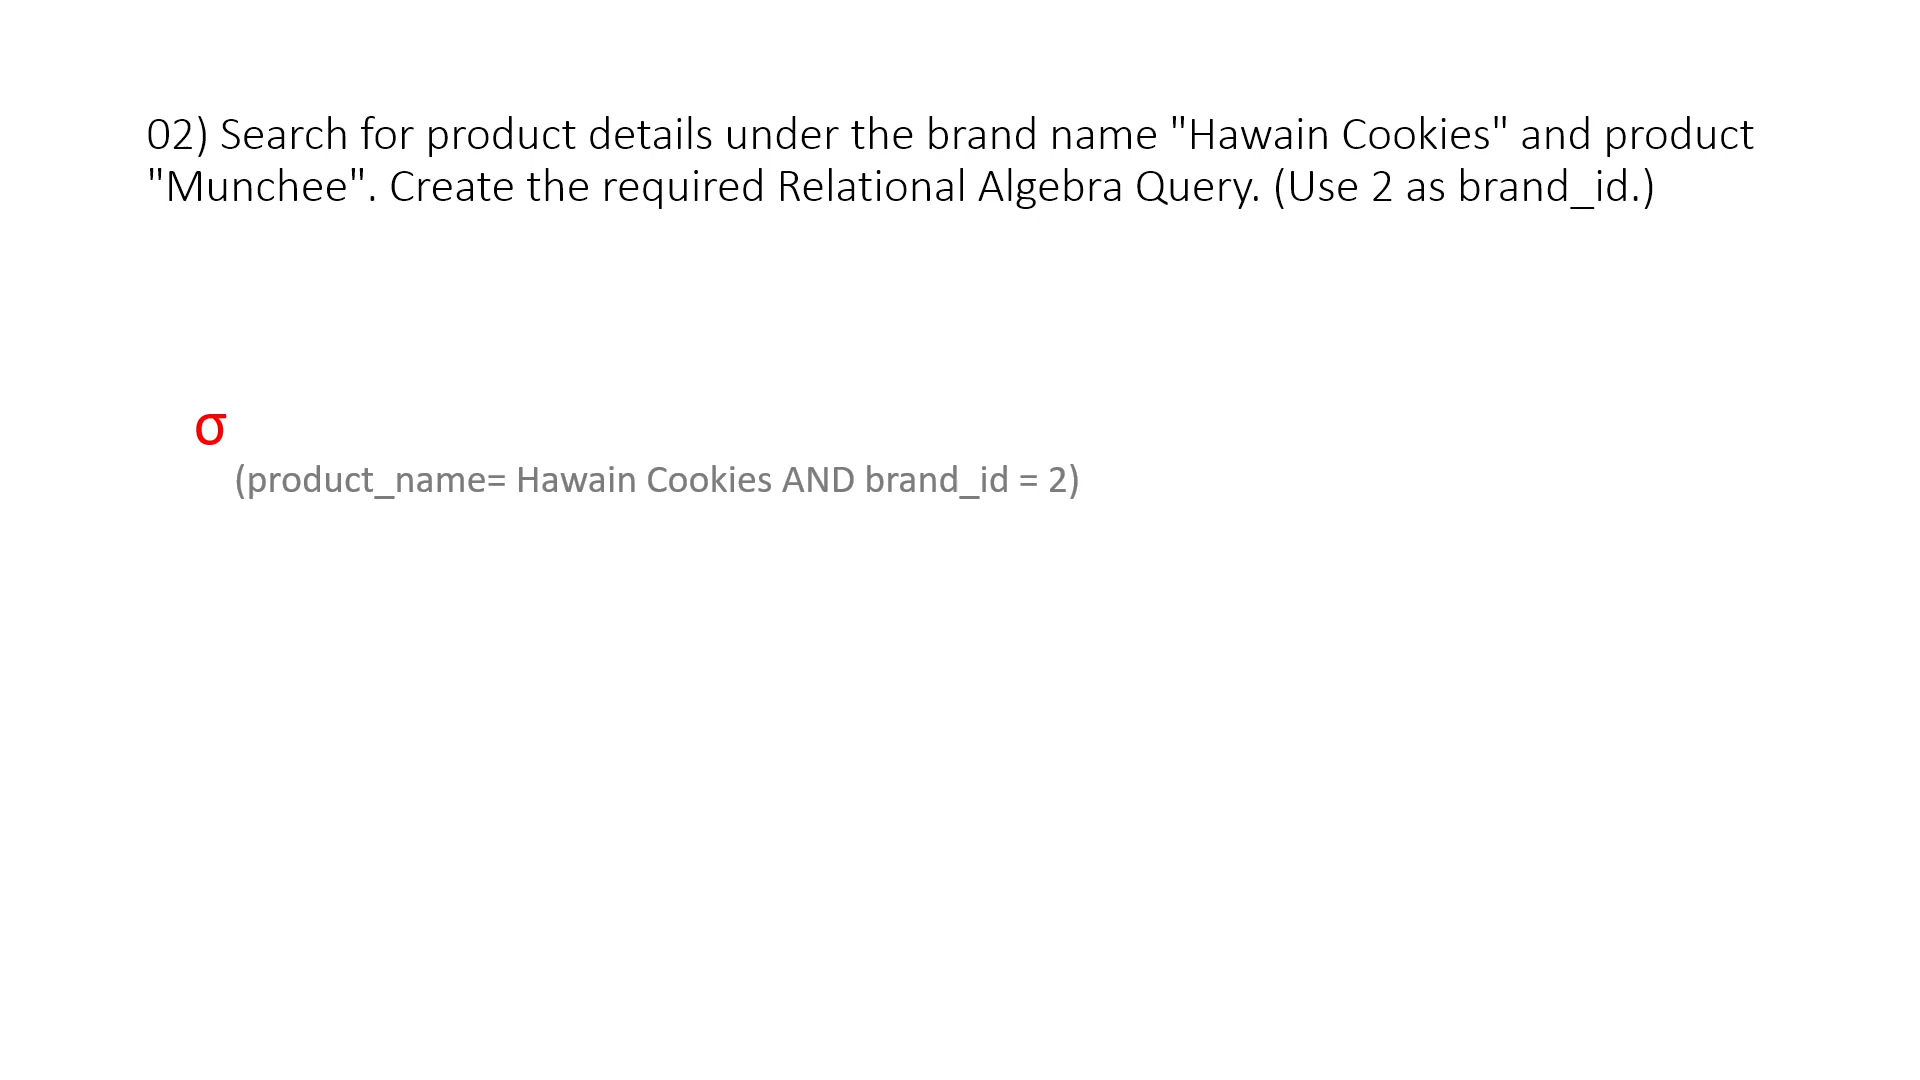 02) Search for product details under the brand name "Hawain Cookies" and product
"Munchee". Create the required Relational Algebra Query. (Use 2 as brand_id.)
σ
(product_name= Hawain Cookies AND brand_id = 2)